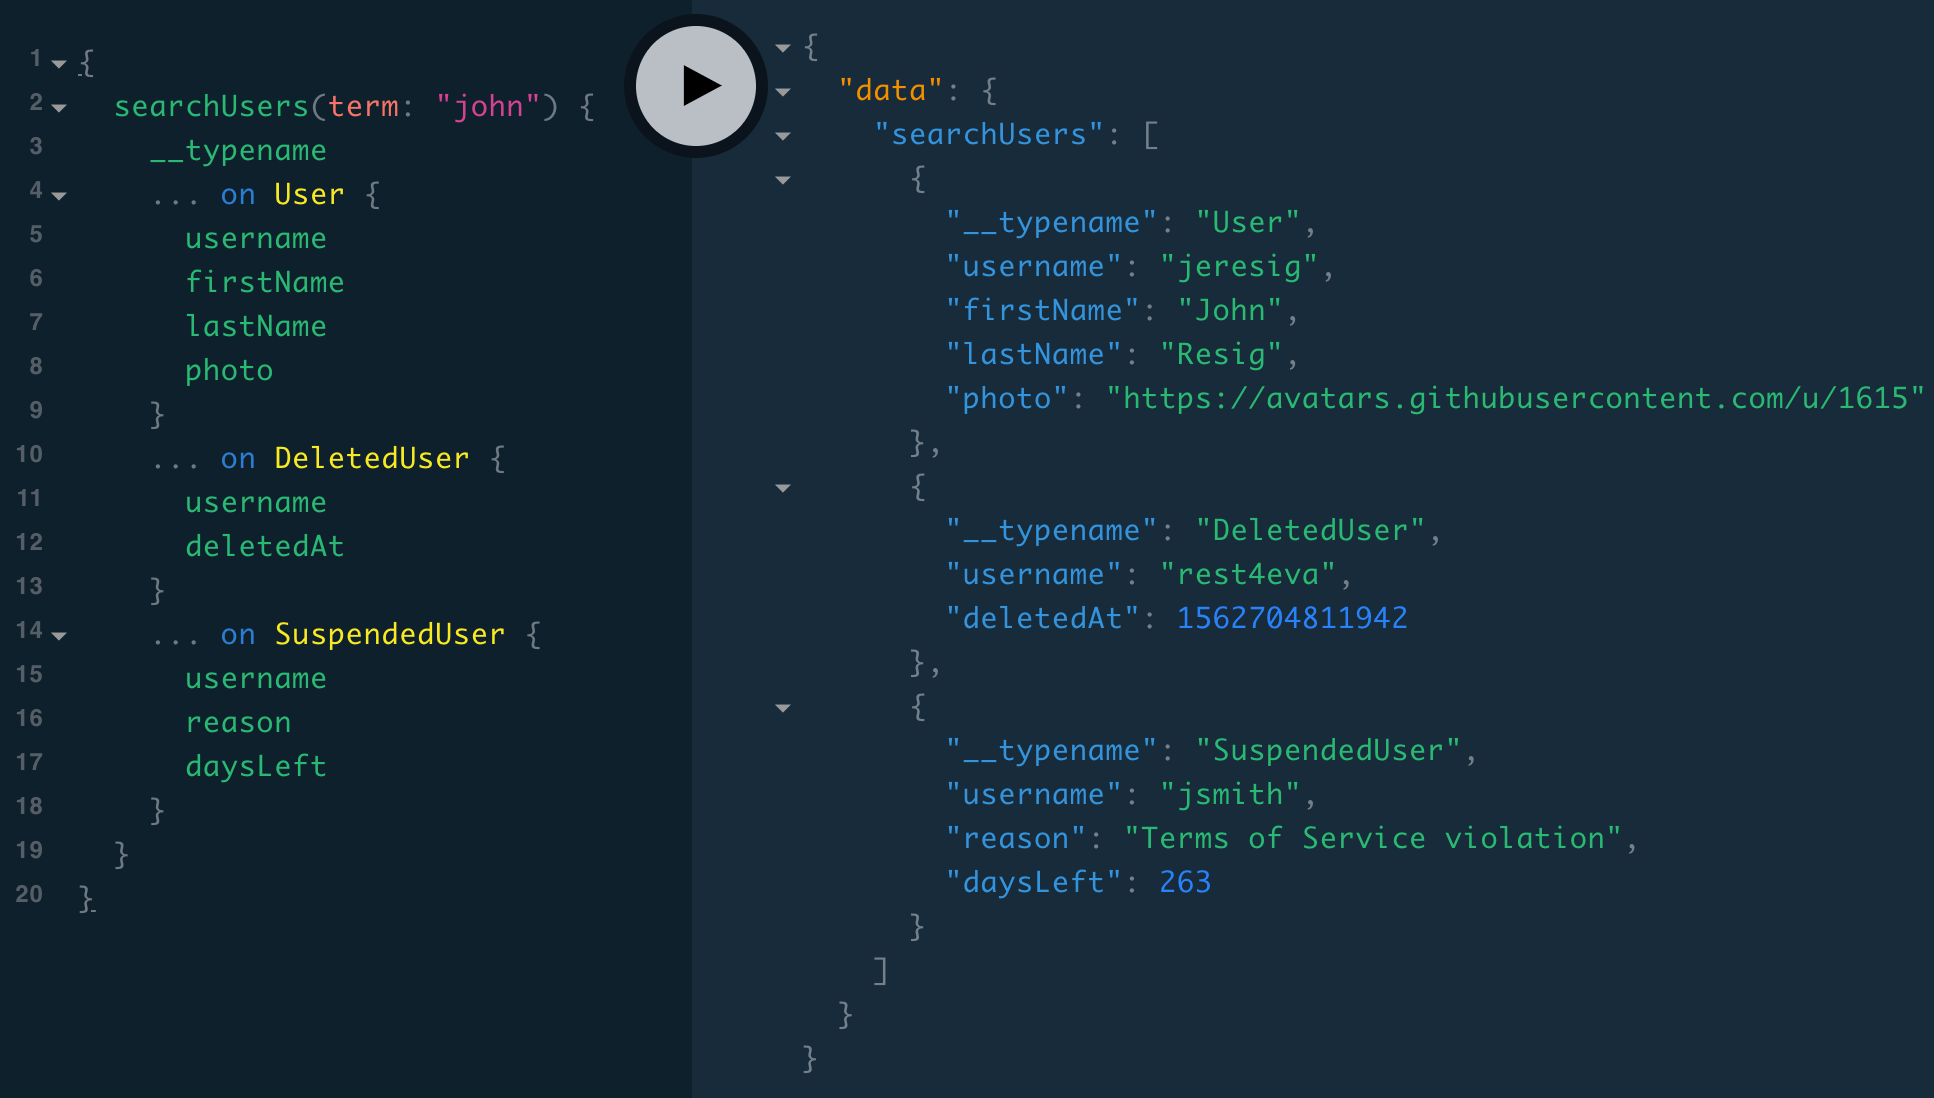 1 {
2 searchUsers(term: "john") {
3 __typename
4 ... on User {
5 username
6 firstName
7 lastName
8 photo
9 }
10 ... on DeletedUser {
11 username
12 deletedAt
13 }
14 ... on SuspendedUser {
15 username
16 reason
17 daysLeft
18 }
19 }
20 }
{
"data": {
"searchUsers": [
{
"__typename": "User",
"username": "jeresig",
"firstName": "John",
"lastName": "Resig",
"photo": "https://avatars.githubusercontent.com/u/1615"
},
{
"__typename": "DeletedUser",
"username": "rest4eva",
"deletedAt": 1562704811942
},
{
"__typename": "SuspendedUser",
"username": "jsmith",
"reason": "Terms of Service violation",
"daysLeft": 263
}
]
}
}